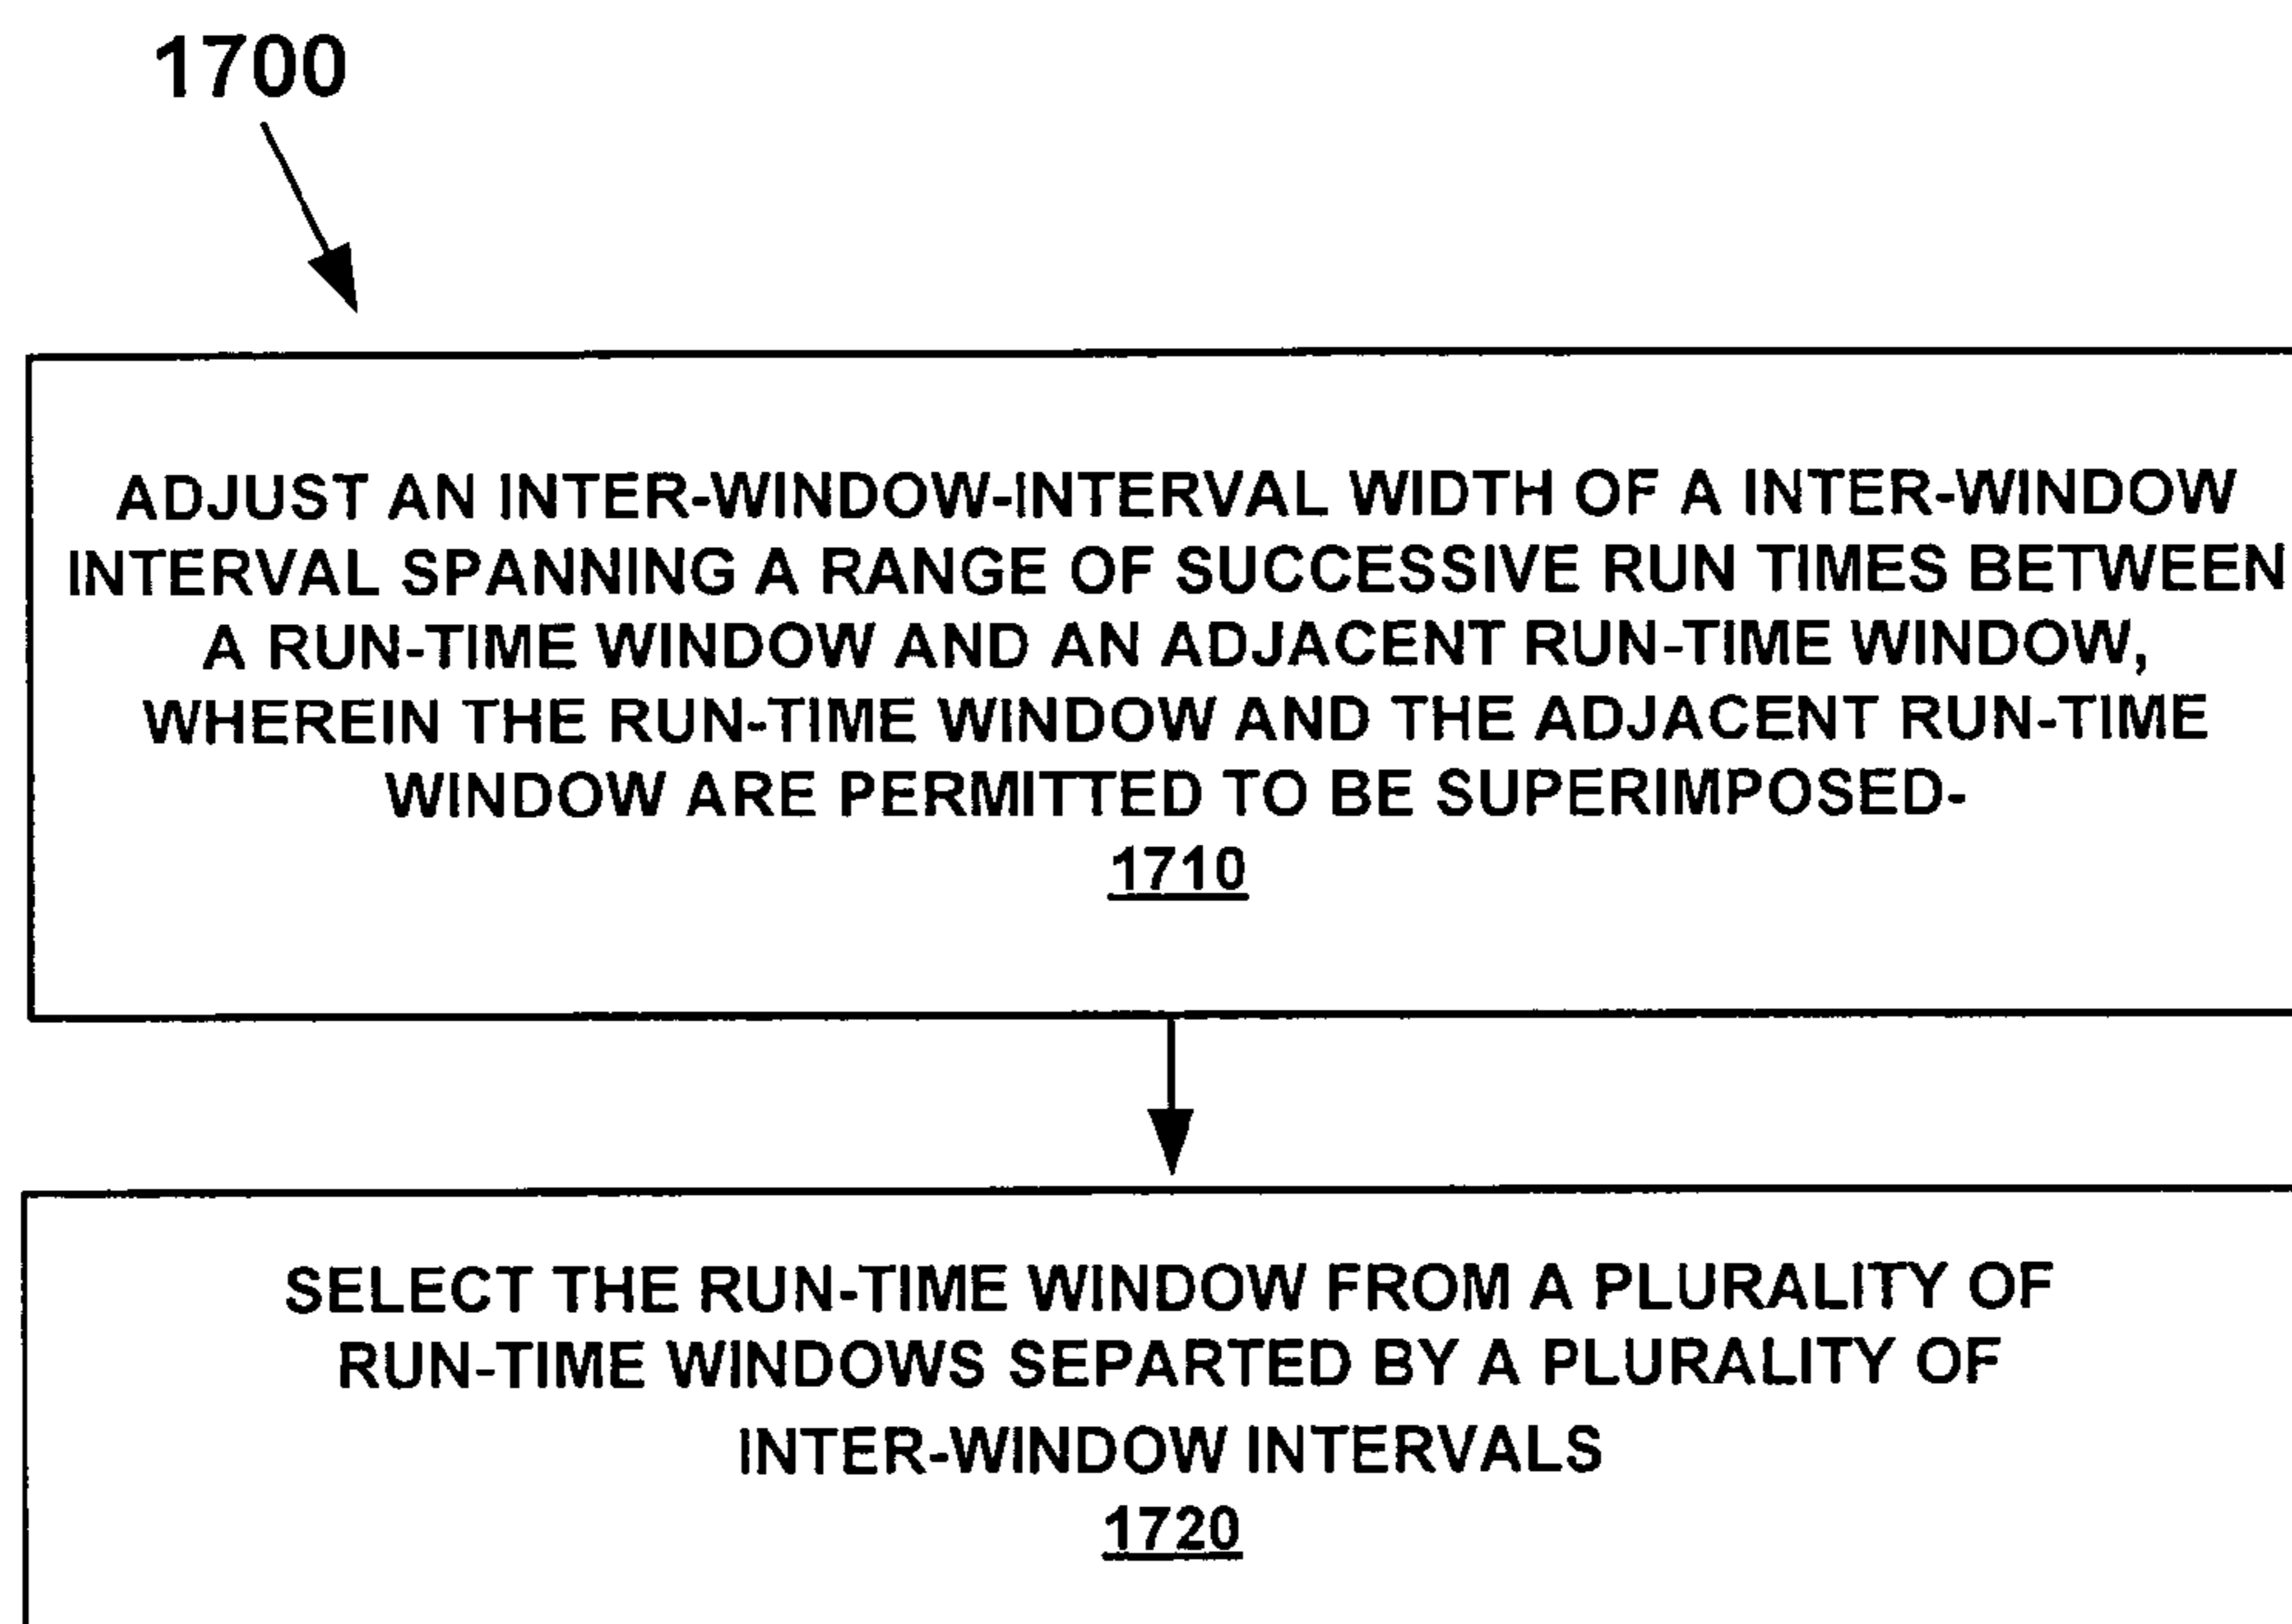 1700
ADJUST AN INTER-WINDOW-INTERVAL WIDTH OF A INTER-WINDOW
INTERVAL SPANNING A RANGE OF SUCCESSIVE RUN TIMES BETWEEN
A RUN-TIME WINDOW AND AN ADJACENT RUN-TIME WINDOW,
WHEREIN THE RUN-TIME WINDOW AND THE ADJACENT RUN-TIME
WINDOW ARE PERMITTED TO BE SUPERIMPOSED-
1710
SELECT THE RUN-TIME WINDOW FROM A PLURALITY OF
RUN-TIME WINDOWS SEPARTED BY A PLURALITY OF
INTER-WINDOW INTERVALS
1720